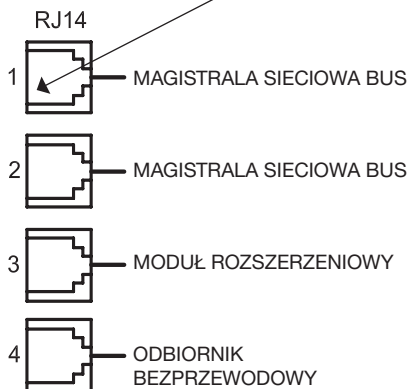 RJ14
1 MAGISTRALA SIECIOWA BUS
2 MAGISTRALA SIECIOWA BUS
3 MODUŁ ROZSZERZENIOWY
4 ODBIORNIK
BEZPRZEWODOWY